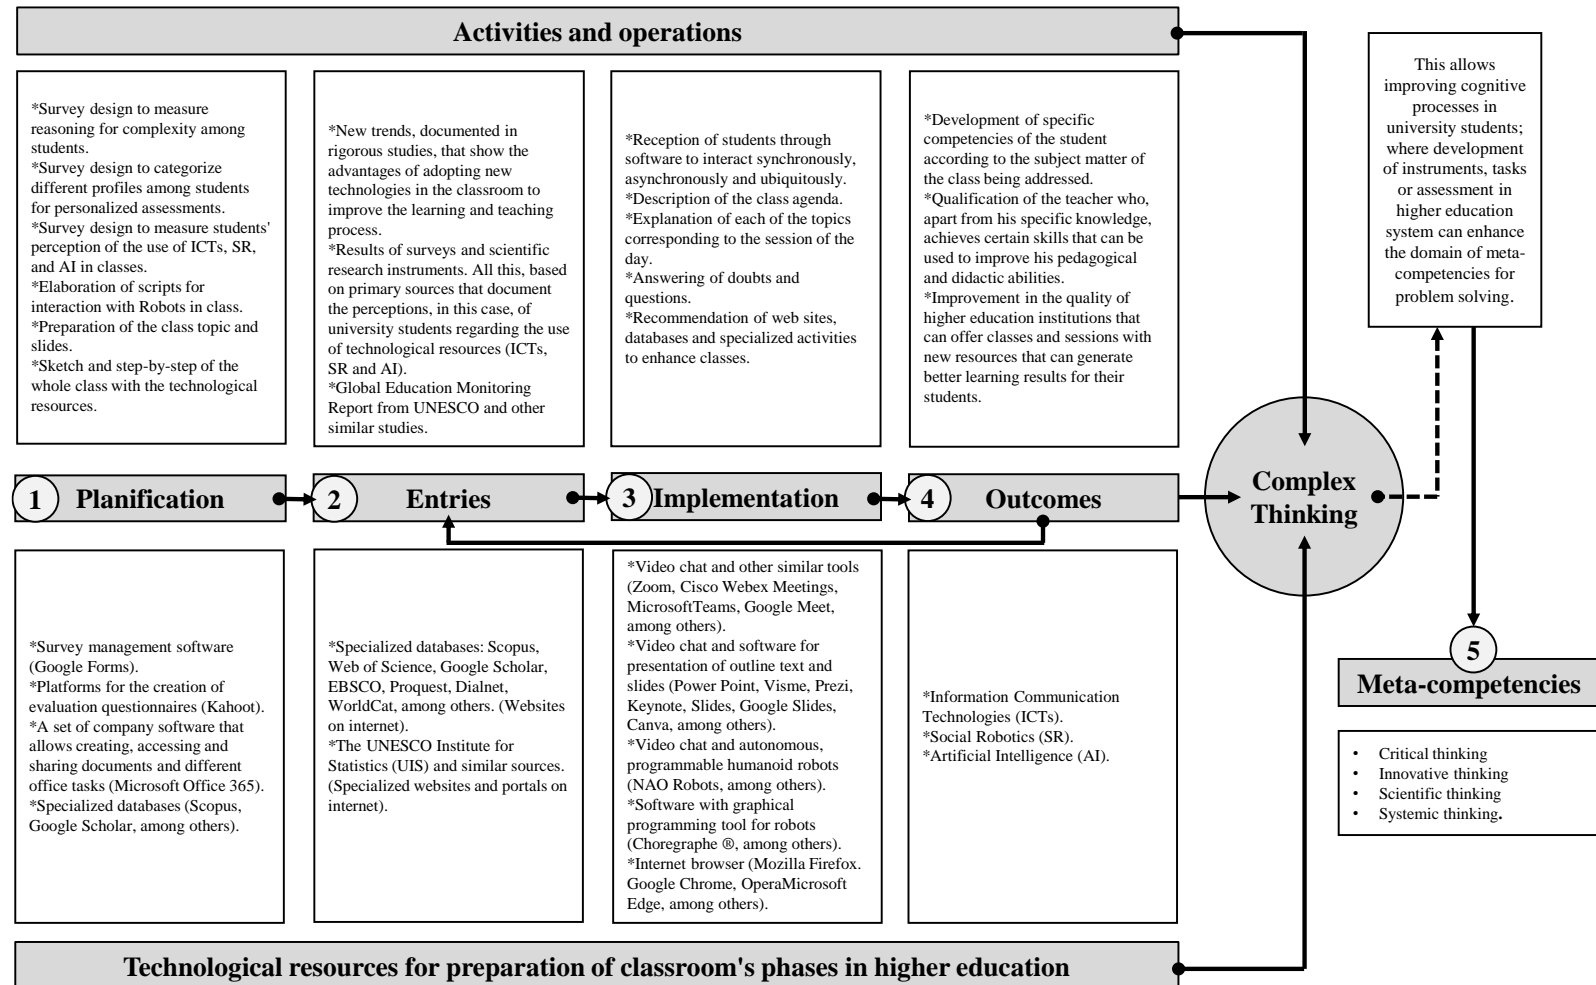 Activities and operations
*Survey design to measure
reasoning for complexity among
students.
*Survey design to categorize
different profiles among students
for personalized assessments.
*Survey design to measure students'
perception of the use of ICTs, SR,
and AI in classes.
*Elaboration of scripts for
interaction with Robots in class.
*Preparation of the class topic and
slides.
*Sketch and step-by-step of the
whole class with the technological
resources.
*New trends, documented in
rigorous studies, that show the
advantages of adopting new
technologies in the classroom to
improve the learning and teaching
process.
*Results of surveys and scientific
research instruments. All this, based
on primary sources that document
the perceptions, in this case, of
university students regarding the use
of technological resources (ICTs,
SR and AI).
*Global Education Monitoring
Report from UNESCO and other
similar studies.
*Reception of students through
software to interact synchronously,
asynchronously and ubiquitously.
*Description of the class agenda.
*Explanation of each of the topics
corresponding to the session of the
day.
*Answering of doubts and
questions.
*Recommendation of web sites,
databases and specialized activities
to enhance classes.
*Development of specific
competencies of the student
according to the subject matter of
the class being addressed.
*Qualification of the teacher who,
apart from his specific knowledge,
achieves certain skills that can be
used to improve his pedagogical
and didactic abilities.
*Improvement in the quality of
higher education institutions that
can offer classes and sessions with
new resources that can generate
better learning results for their
students.
This allows
improving cognitive
processes in
university students;
where development
of instruments, tasks
or assessment in
higher education
system can enhance
the domain of meta-
competencies for
problem solving.
1 Planification
2 Entries
3 Implementation
4 Outcomes
Complex
Thinking
*Survey management software
(Google Forms).
*Platforms for the creation of
evaluation questionnaires (Kahoot).
*A set of company software that
allows creating, accessing and
sharing documents and different
office tasks (Microsoft Office 365).
*Specialized databases (Scopus,
Google Scholar, among others).
*Specialized databases: Scopus,
Web of Science, Google Scholar,
EBSCO, Proquest, Dialnet,
WorldCat, among others. (Websites
on internet).
*The UNESCO Institute for
Statistics (UIS) and similar sources.
(Specialized websites and portals on
internet).
*Video chat and other similar tools
(Zoom, Cisco Webex Meetings,
MicrosoftTeams, Google Meet,
among others).
*Video chat and software for
presentation of outline text and
slides (Power Point, Visme, Prezi,
Keynote, Slides, Google Slides,
Canva, among others).
*Video chat and autonomous,
programmable humanoid robots
(NAO Robots, among others).
*Software with graphical
programming tool for robots
(Choregraphe ®, among others).
*Internet browser (Mozilla Firefox.
Google Chrome, OperaMicrosoft
Edge, among others).
*Information Communication
Technologies (ICTs).
*Social Robotics (SR).
*Artificial Intelligence (AI).
5
Meta-competencies
• Critical thinking
• Innovative thinking
• Scientific thinking
• Systemic thinking.
Technological resources for preparation of classroom's phases in higher education